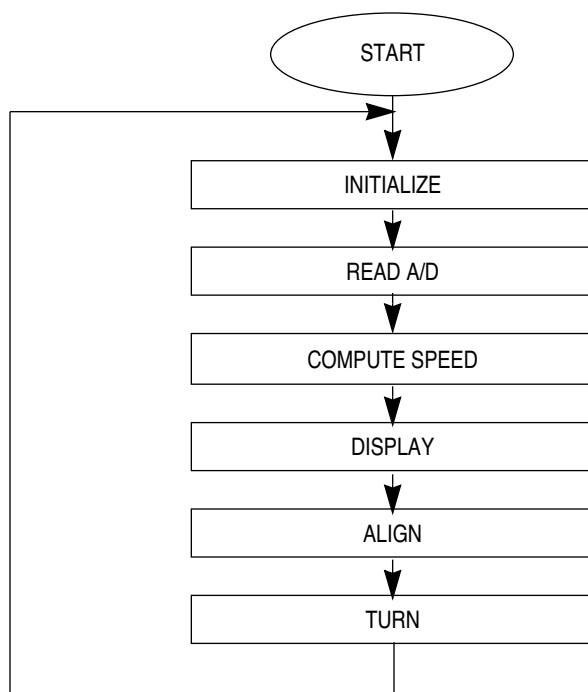 START
INITIALIZE
READ A/D
COMPUTE SPEED
DISPLAY
ALIGN
TURN